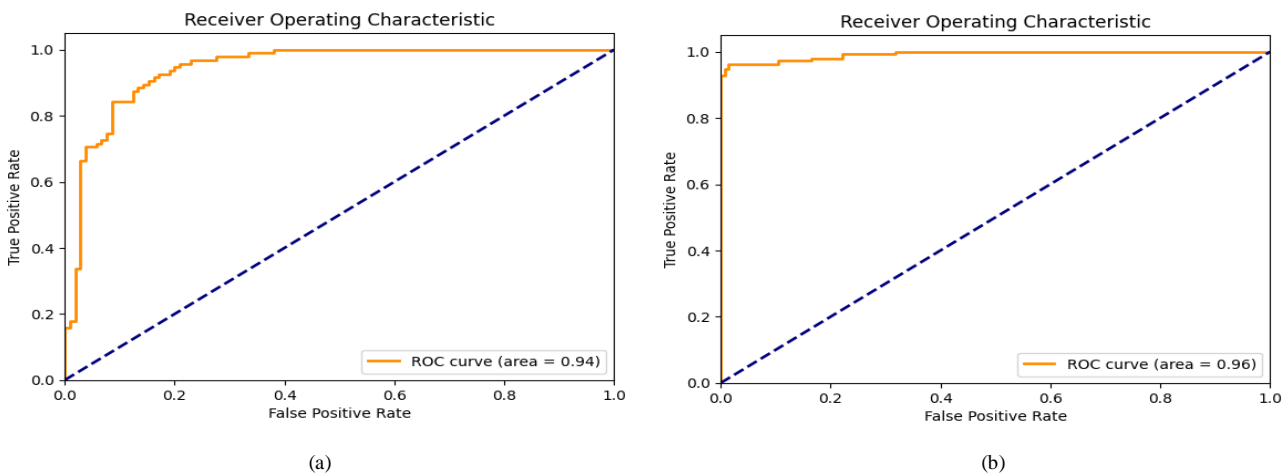 Receiver Operating Characteristic
1.0
0.8
0.6
0.4
0.2
0.0
True Positive Rate
ROC curve (area = 0.94)
0.0 0.2 0.4 0.6 0.8 1.0
False Positive Rate
(a)
Receiver Operating Characteristic
1.0
0.8
0.6
0.4
0.2
0.0
True Positive Rate
ROC curve (area = 0.96)
0.0 0.2 0.4 0.6 0.8 1.0
False Positive Rate
(b)